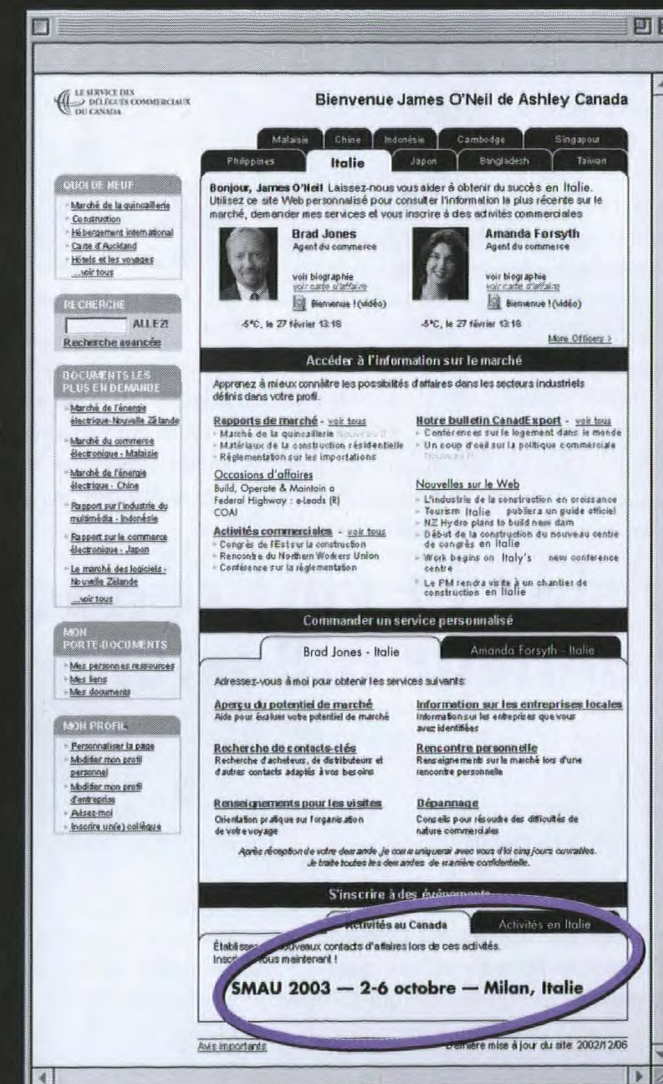 LE SERVICE DES
DÉLÉGUÉS COMMERCIAUX
DU CANADA
Bienvenue James O'Neil de Ashley Canada
Malaisie Chine Indonésie Cambodge Singapour
Philippines Italie Japon Bangladesh Taiwan
QUOI DE NEUF
Marché de la quincaillerie
Construction
Hébergement international
Carte d'Auckland
Hôtels et les voyages
...voir tous
RECHERCHE
ALLEZ!
Recherche avancée
DOCUMENTS LES
PLUS EN DEMANDE
Marché de l'énergie
électrique-Nouvelle Zélande
Marché du commerce
électronique - Malaisie
Marché de l'énergie
électrique - Chine
Rapport sur l'industrie du
multimédia - Indonésie
Rapport sur le commerce
électronique - Japon
Le marché des logiciels -
Nouvelle Zélande
...voir tous
MON
PORTE-DOCUMENTS
Mes personnes ressources
Mes liens
Mes documents
MON PROFIL
Personnaliser la page
Modifier mon profil
personnel
Modifier mon profil
d'entreprise
Avisez-moi
Inscrire un(e) collègue
Bonjour, James O'Neil Laissez-nous vous aider à obtenir du succès en Italie.
Utilisez ce site Web personnalisé pour consulter l'information la plus récente sur le
marché, demander mes services et vous inscrire à des activités commerciales
Brad Jones
Agent du commerce
voir biographie
voir carte d'affaire
Bienvenue ! (vidéo)
-5°C, le 27 février 13:18
Amanda Forsyth
Agent du commerce
voir biographie
voir carte d'affaire
Bienvenue ! (vidéo)
-5°C, le 27 février 13:18
More Officers >
Accéder à l'information sur le marché
Apprenez à mieux connaître les possibilités d'affaires dans les secteurs industriels
définis dans votre profil.
Rapports de marché - voir tous
Marché de la quincaillerie Nouveau !!
Matériaux de la construction résidentielle
Réglementation sur les importations
Occasions d'affaires
Build, Operate & Maintain a
Federal Highway : e-Leads (R)
COAI
Activités commerciales - voir tous
Congrès de l'Est sur la construction
Rencontre du Northern Workers Union
Conférence sur la règlementation
Notre bulletin CanadExport - voir tous
Conférences sur le logement dans le monde
Un coup d'oeil sur la politique commerciale
Nouveau !!
Nouvelles sur le Web
L'industrie de la construction en croissance
Tourism Italie publiera un guide officiel
NZ Hydro plans to build new dam
Début de la construction du nouveau centre
de congrès en Italie
Work begins on Italy's new conference
centre
Le PM rendra visite à un chantier de
construction en Italie
Commander un service personnalisé
Brad Jones - Italie Amanda Forsyth - Italie
Adressez-vous à moi pour obtenir les services suivants:
Aperçu du potentiel de marché
Aide pour évaluer votre potentiel de marché
Information sur les entreprises locales
Information sur les entreprises que vous
avez identifiées
Recherche de contacts-clés
Recherche d'acheteurs, de distributeurs et
d'autres contacts adaptés à vos besoins
Rencontre personnelle
Renseignements sur le marché lors d'une
rencontre personnelle
Renseignements pour les visites
Orientation pratique sur l'organisation
de votre voyage
Dépannage
Conseils pour résoudre des difficultés de
nature commerciales
Après réception de votre demande, je communiquerai avec vous d'ici cinq jours ouvrables.
Je traite toutes les demandes de manière confidentielle.
S'inscrire à des événements
Activités au Canada Activités en Italie
Établissez de nouveaux contacts d'affaires lors de ces activités.
Inscrivez-vous maintenant !
SMAU 2003 — 2-6 octobre — Milan, Italie
Avis importants
Dernière mise à jour du site: 2002/12/06